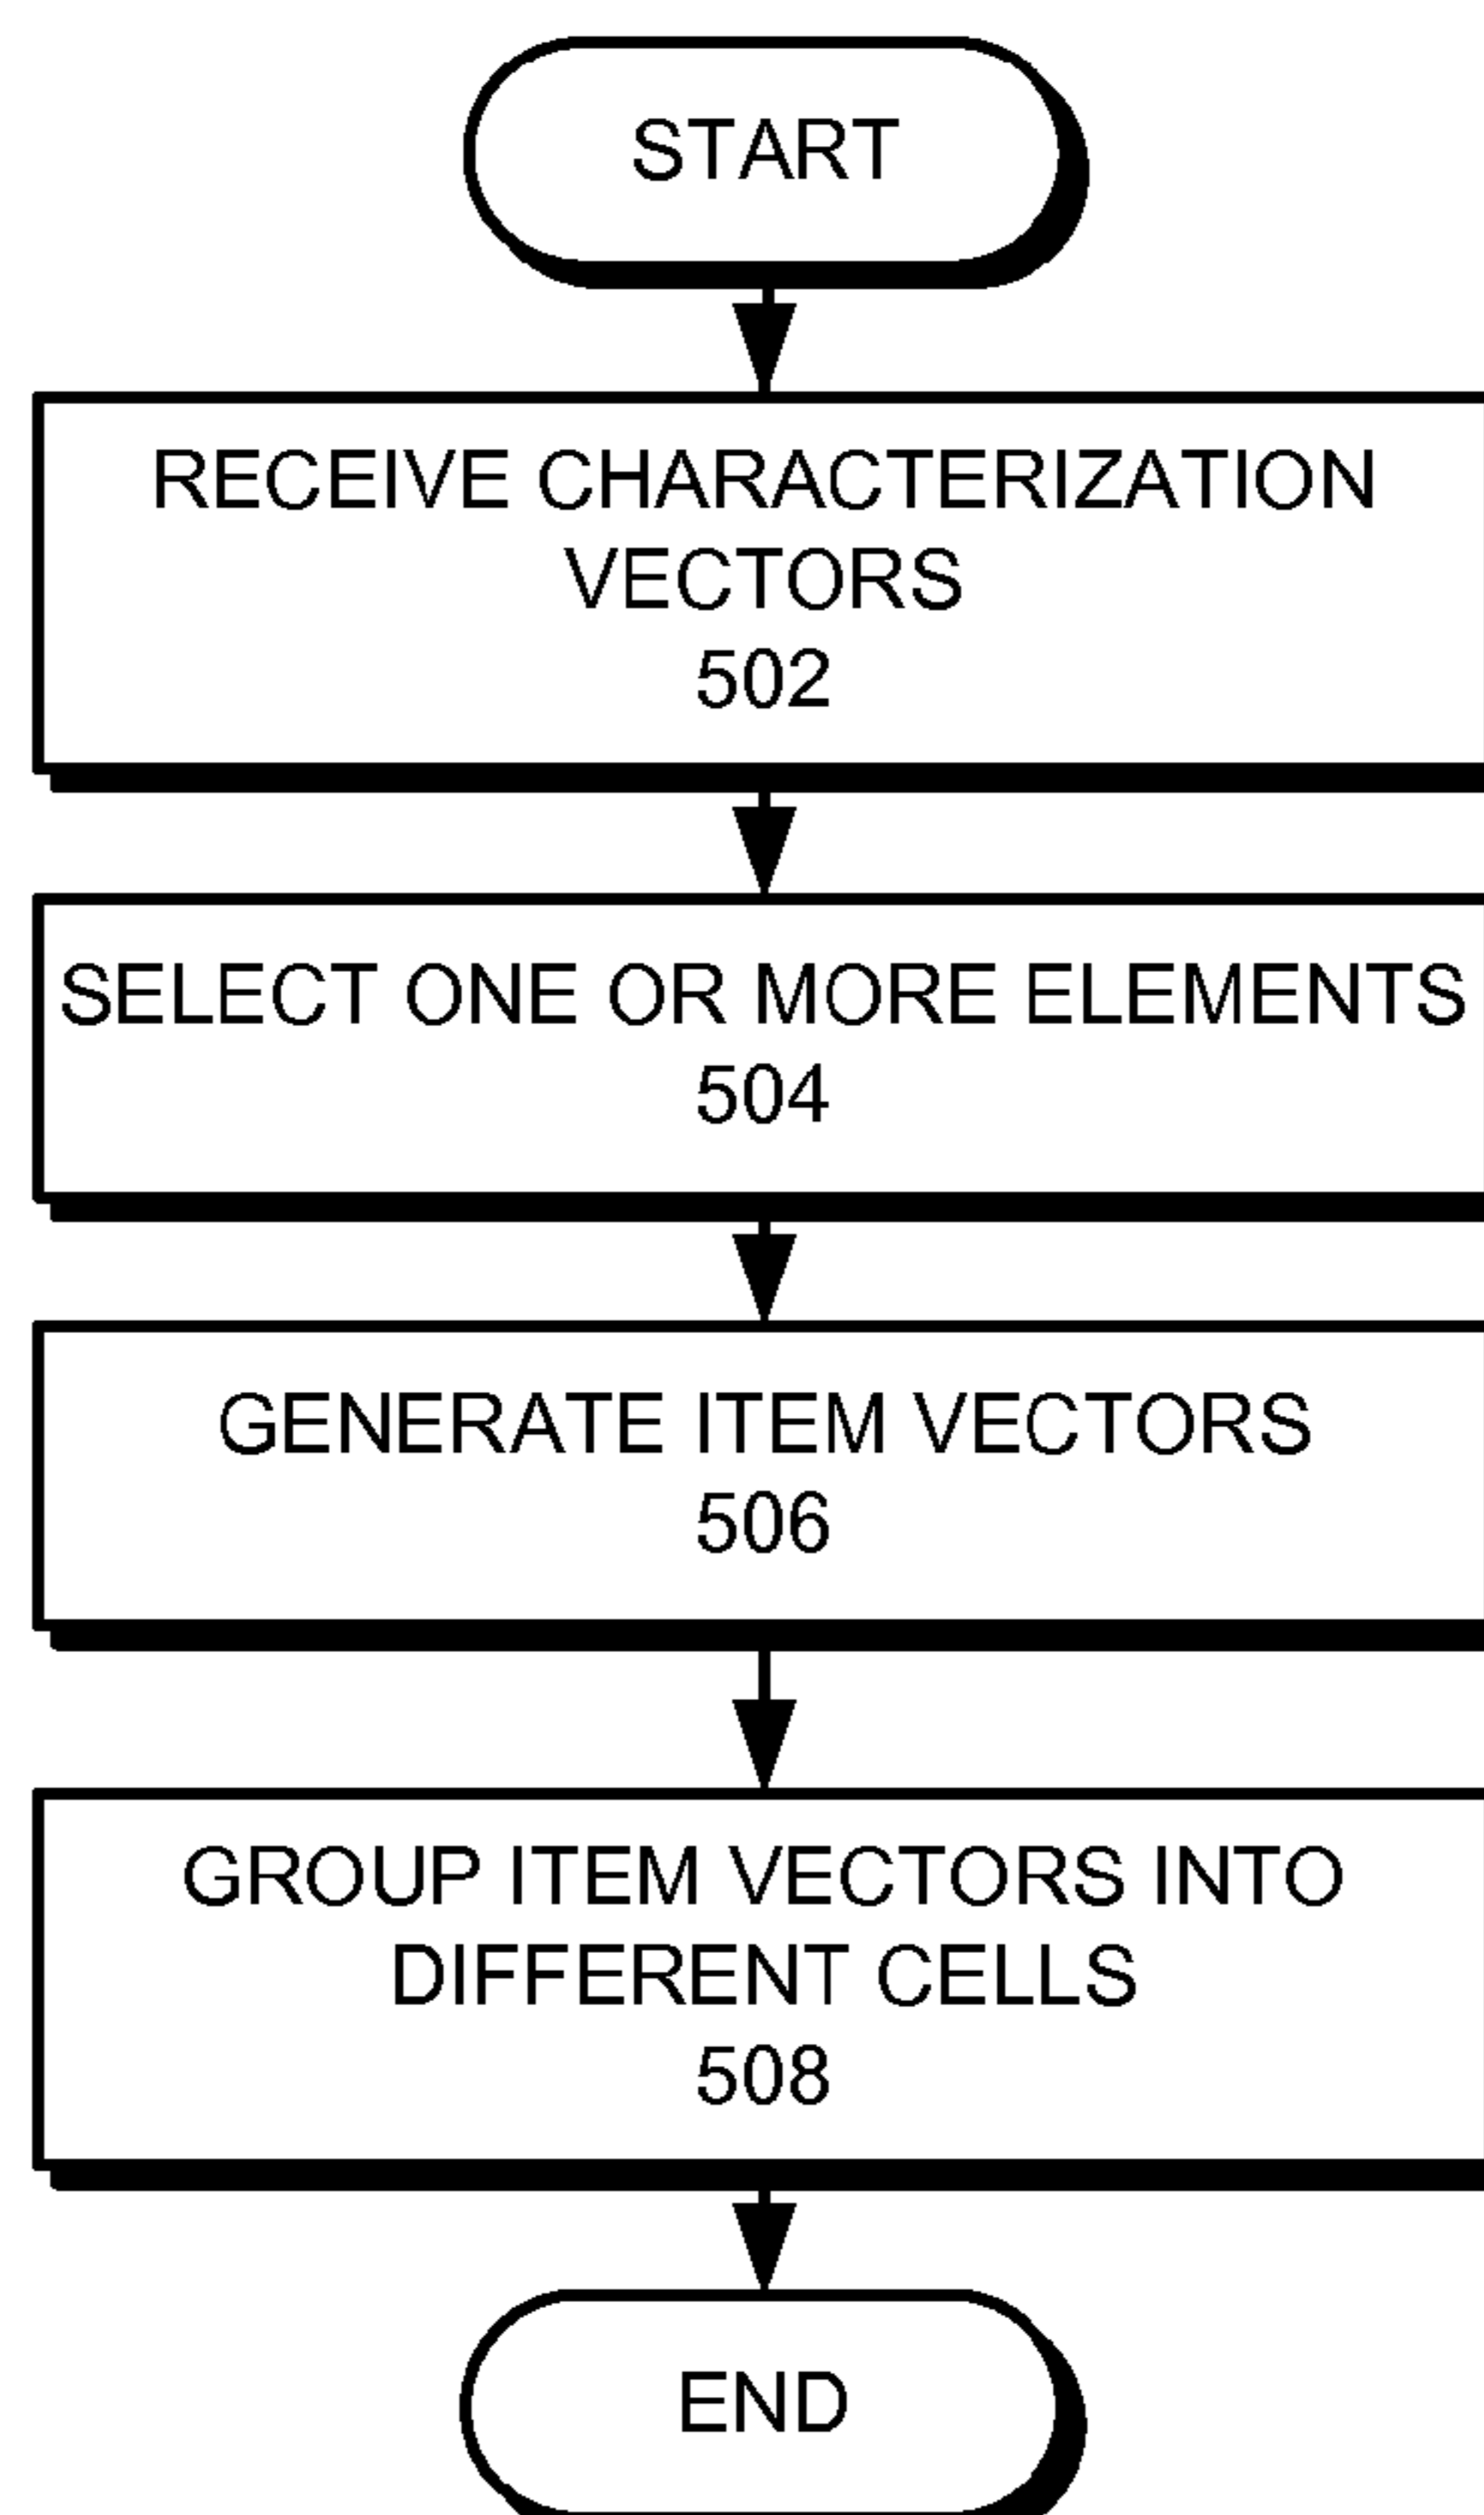 START
RECEIVE CHARACTERIZATION
VECTORS
502
SELECT ONE OR MORE ELEMENTS
504
GENERATE ITEM VECTORS
506
GROUP ITEM VECTORS INTO
DIFFERENT CELLS
508
END